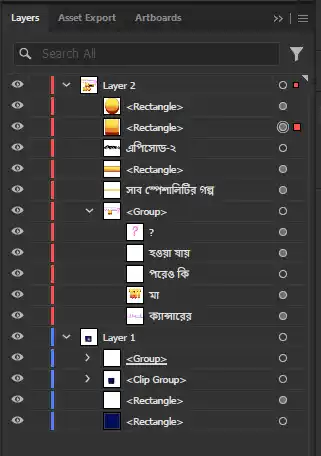 Layers Asset Export Artboards
Search All
Layer 2
<Rectangle>
<Rectangle>
এপিসোড-২
<Rectangle>
সাব স্পেশালিটির গল্প
<Group>
?
হওয়া যায়
পরেও কি
মা
ক্যান্সারের
Layer 1
<Group>
<Clip Group>
<Rectangle>
<Rectangle>